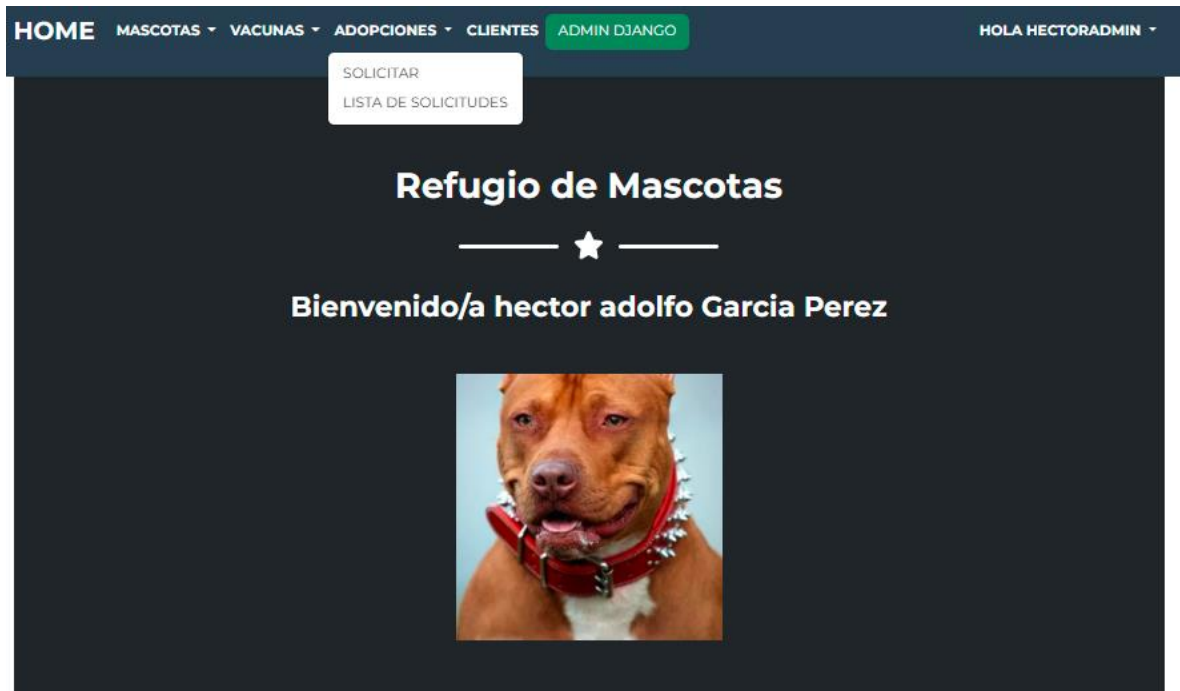 HOME MASCOTAS VACUNAS ADOPCIONES CLIENTES ADMIN DJANGO HOLA HECTORADMIN
SOLICITAR
LISTA DE SOLICITUDES
Refugio de Mascotas
Bienvenido/a hector adolfo Garcia Perez